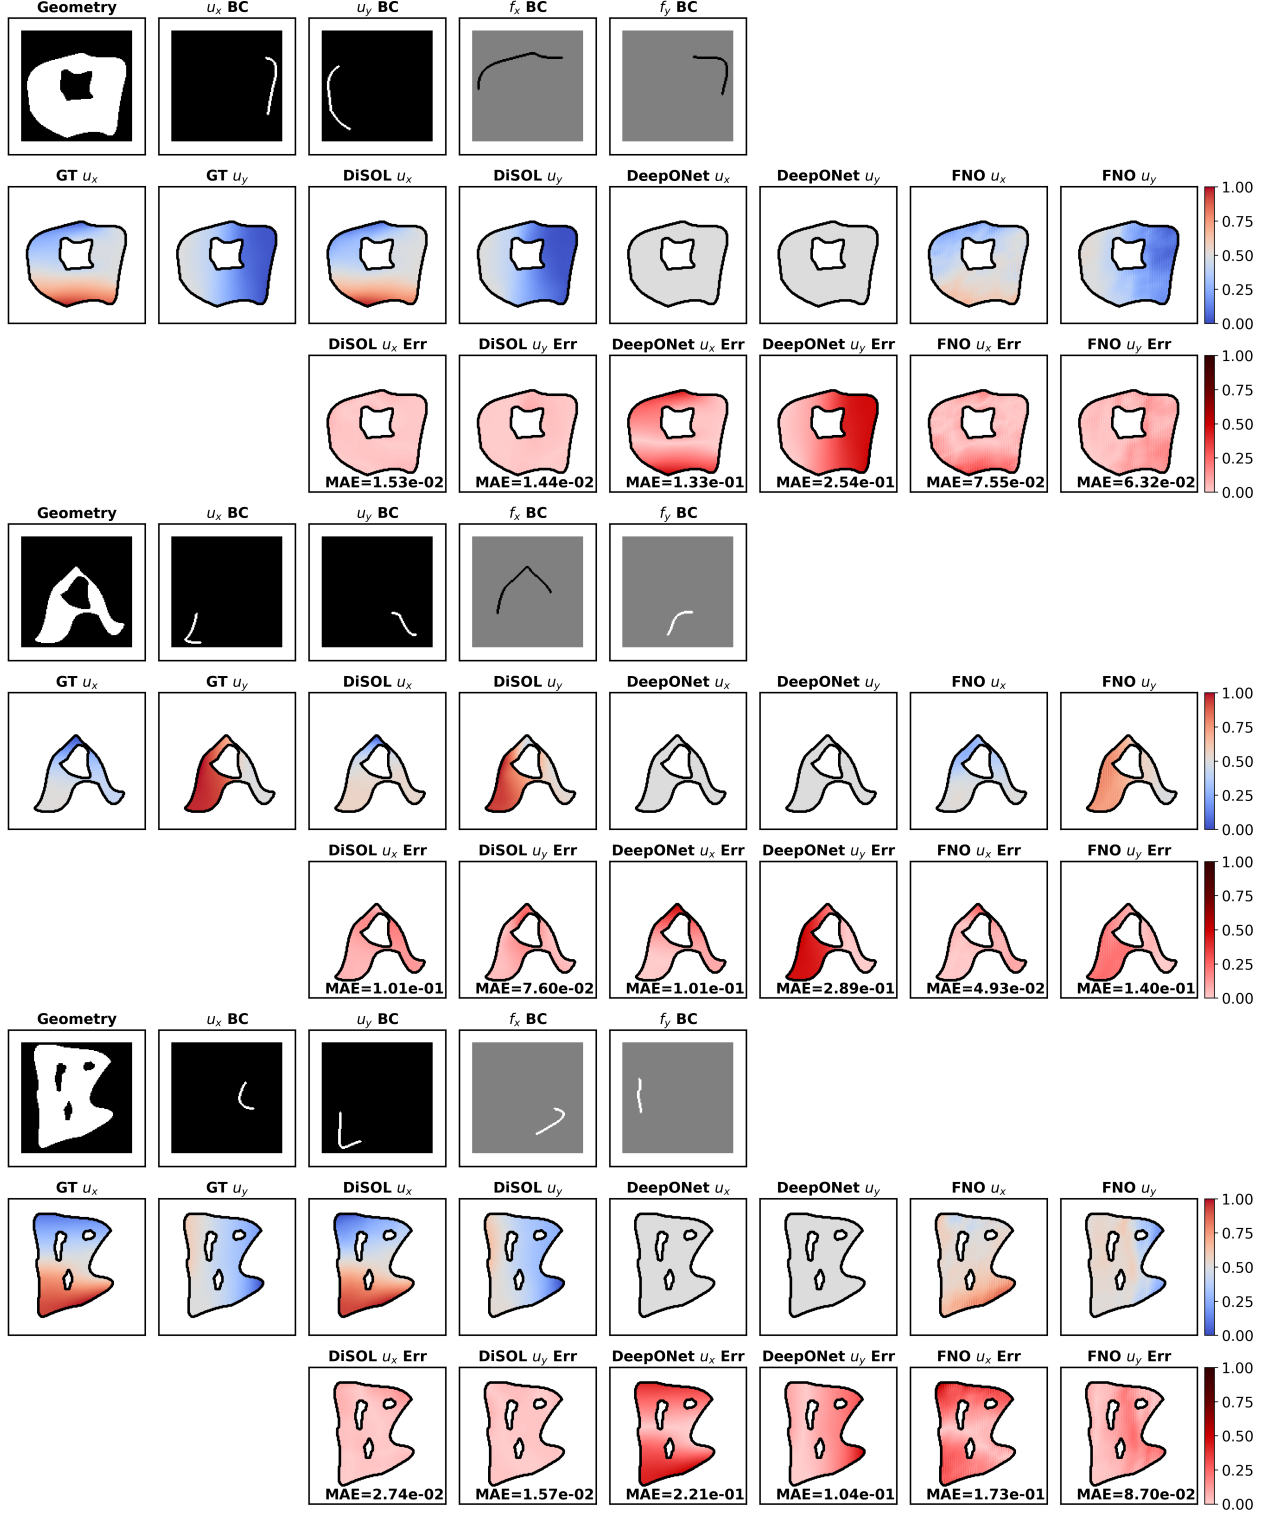 Geometry
u_x BC
u_y BC
f_x BC
f_y BC
GT u_x
GT u_y
DiSOL u_x
DiSOL u_y
DeepONet u_x
DeepONet u_y
FNO u_x
FNO u_y
1.00
0.75
0.50
0.25
0.00
DiSOL u_x Err
DiSOL u_y Err
DeepONet u_x Err
DeepONet u_y Err
FNO u_x Err
FNO u_y Err
MAE=1.53e-02
MAE=1.44e-02
MAE=1.33e-01
MAE=2.54e-01
MAE=7.55e-02
MAE=6.32e-02
1.00
0.75
0.50
0.25
0.00
Geometry
u_x BC
u_y BC
f_x BC
f_y BC
GT u_x
GT u_y
DiSOL u_x
DiSOL u_y
DeepONet u_x
DeepONet u_y
FNO u_x
FNO u_y
1.00
0.75
0.50
0.25
0.00
DiSOL u_x Err
DiSOL u_y Err
DeepONet u_x Err
DeepONet u_y Err
FNO u_x Err
FNO u_y Err
MAE=1.01e-01
MAE=7.60e-02
MAE=1.01e-01
MAE=2.89e-01
MAE=4.93e-02
MAE=1.40e-01
1.00
0.75
0.50
0.25
0.00
Geometry
u_x BC
u_y BC
f_x BC
f_y BC
GT u_x
GT u_y
DiSOL u_x
DiSOL u_y
DeepONet u_x
DeepONet u_y
FNO u_x
FNO u_y
1.00
0.75
0.50
0.25
0.00
DiSOL u_x Err
DiSOL u_y Err
DeepONet u_x Err
DeepONet u_y Err
FNO u_x Err
FNO u_y Err
MAE=2.74e-02
MAE=1.57e-02
MAE=2.21e-01
MAE=1.04e-01
MAE=1.73e-01
MAE=8.70e-02
1.00
0.75
0.50
0.25
0.00